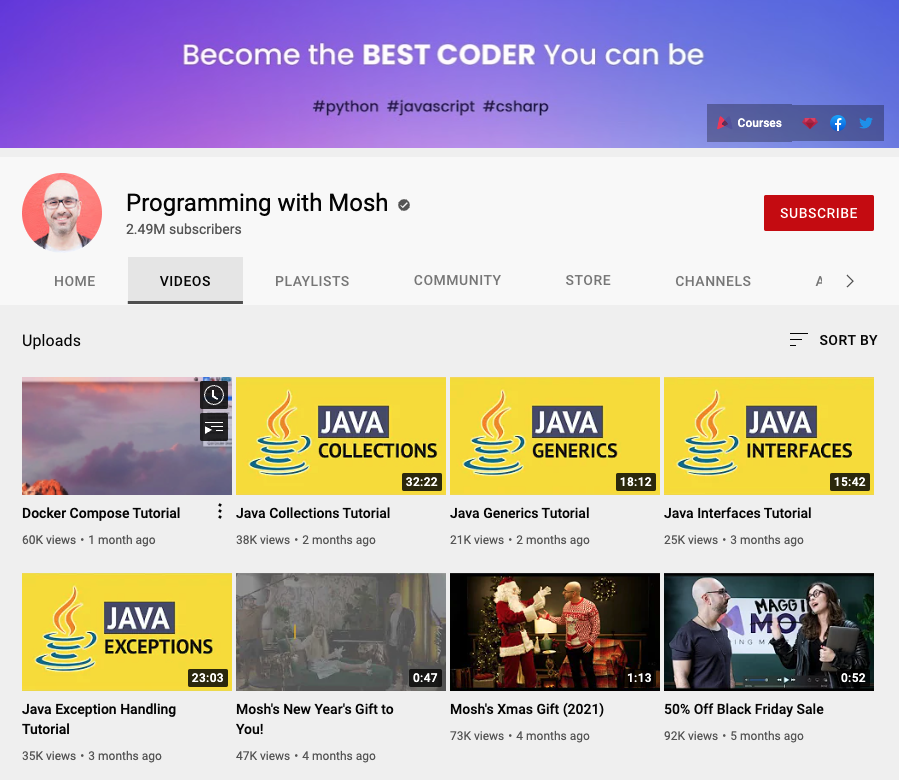 Become the BEST CODER You can be
#python #javascript #csharp
Courses
Programming with Mosh
2.49M subscribers
SUBSCRIBE
HOME VIDEOS PLAYLISTS COMMUNITY STORE CHANNELS
Uploads
SORT BY
JAVA
COLLECTIONS
32:22
JAVA
GENERICS
18:12
JAVA
INTERFACES
15:42
Docker Compose Tutorial
60K views • 1 month ago
Java Collections Tutorial
38K views • 2 months ago
Java Generics Tutorial
21K views • 2 months ago
Java Interfaces Tutorial
25K views • 3 months ago
JAVA
EXCEPTIONS
23:03
0:47
1:13
MAGGI
MO
0:52
Java Exception Handling
Tutorial
35K views • 3 months ago
Mosh's New Year's Gift to
You!
47K views • 4 months ago
Mosh's Xmas Gift (2021)
73K views • 4 months ago
50% Off Black Friday Sale
92K views • 5 months ago